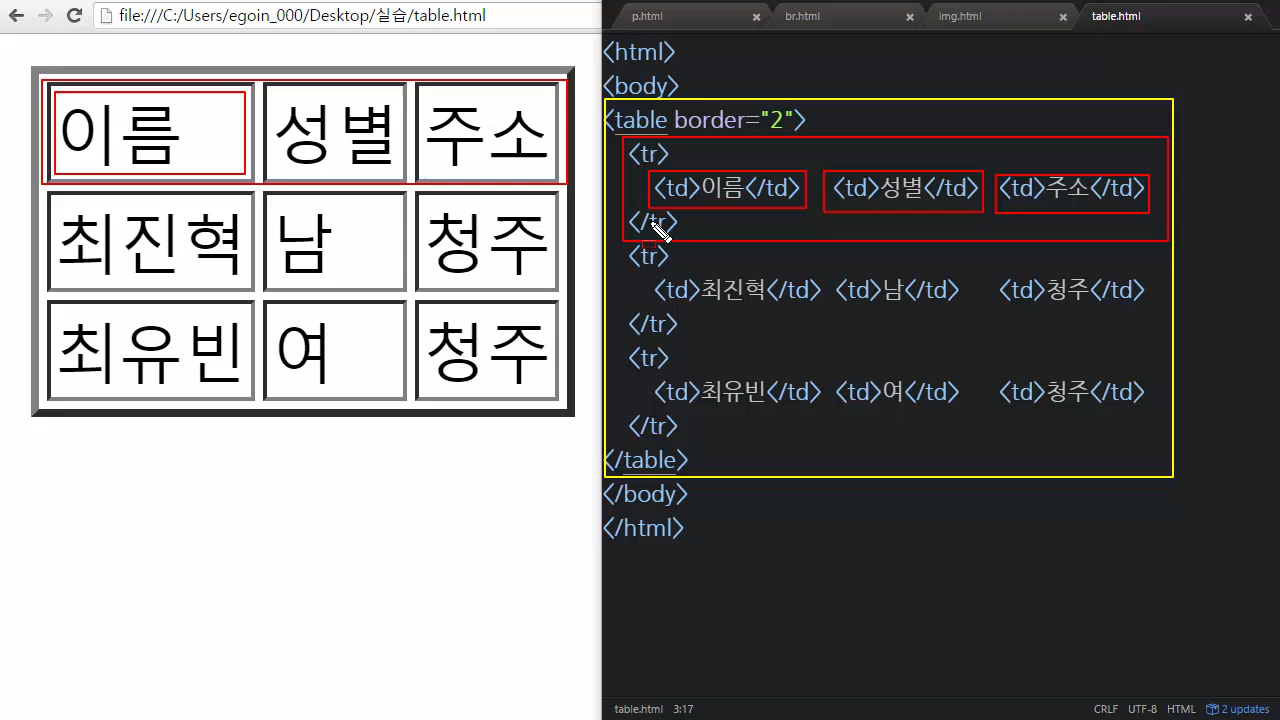 file:///C:/Users/egoin_000/Desktop/실습/table.html
이름 성별 주소
최진혁 남 청주
최유빈 여 청주
p.html br.html img.html table.html
<html>
<body>
<table border="2">
<tr>
<td>이름</td> <td>성별</td> <td>주소</td>
</tr>
<tr>
<td>최진혁</td> <td>남</td> <td>청주</td>
</tr>
<tr>
<td>최유빈</td> <td>여</td> <td>청주</td>
</tr>
</table>
</body>
</html>
table.html 3:17 CRLF UTF-8 HTML 2 updates